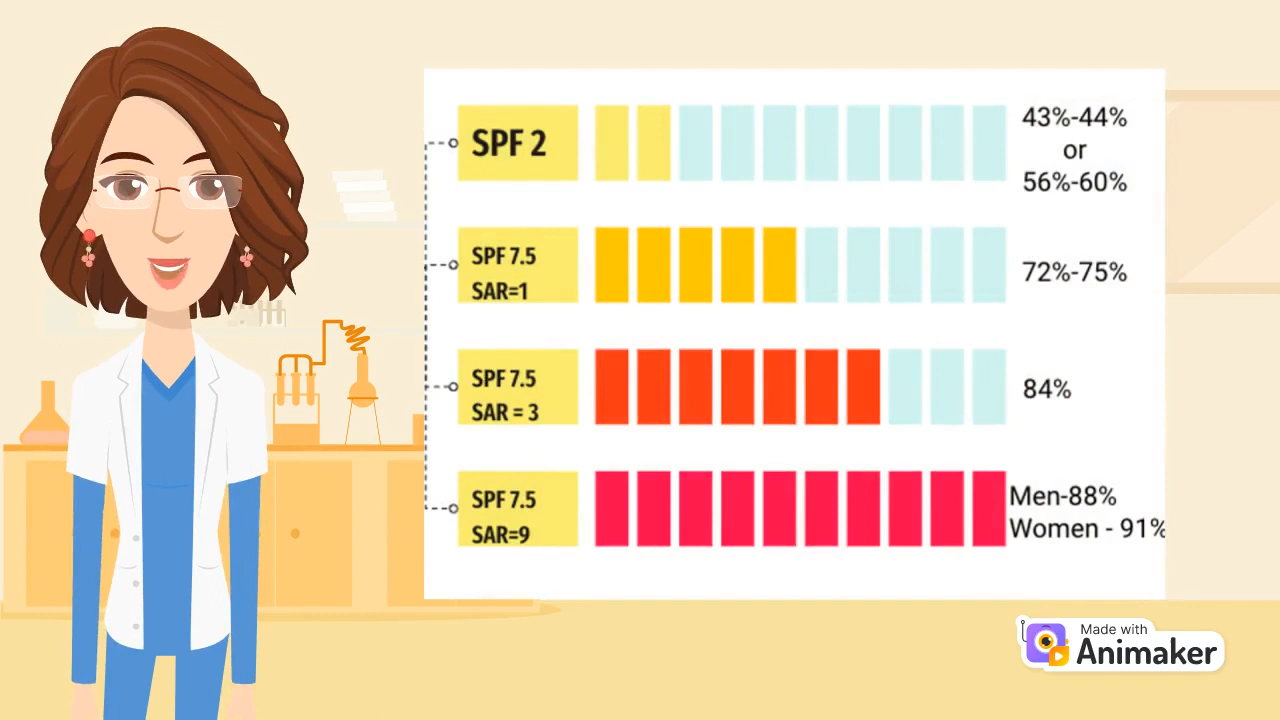 SPF 2
43%-44%
or
56%-60%
SPF 7.5
SAR=1
72%-75%
SPF 7.5
SAR = 3
84%
SPF 7.5
SAR=9
Men-88%
Women - 91%
Made with
Animaker